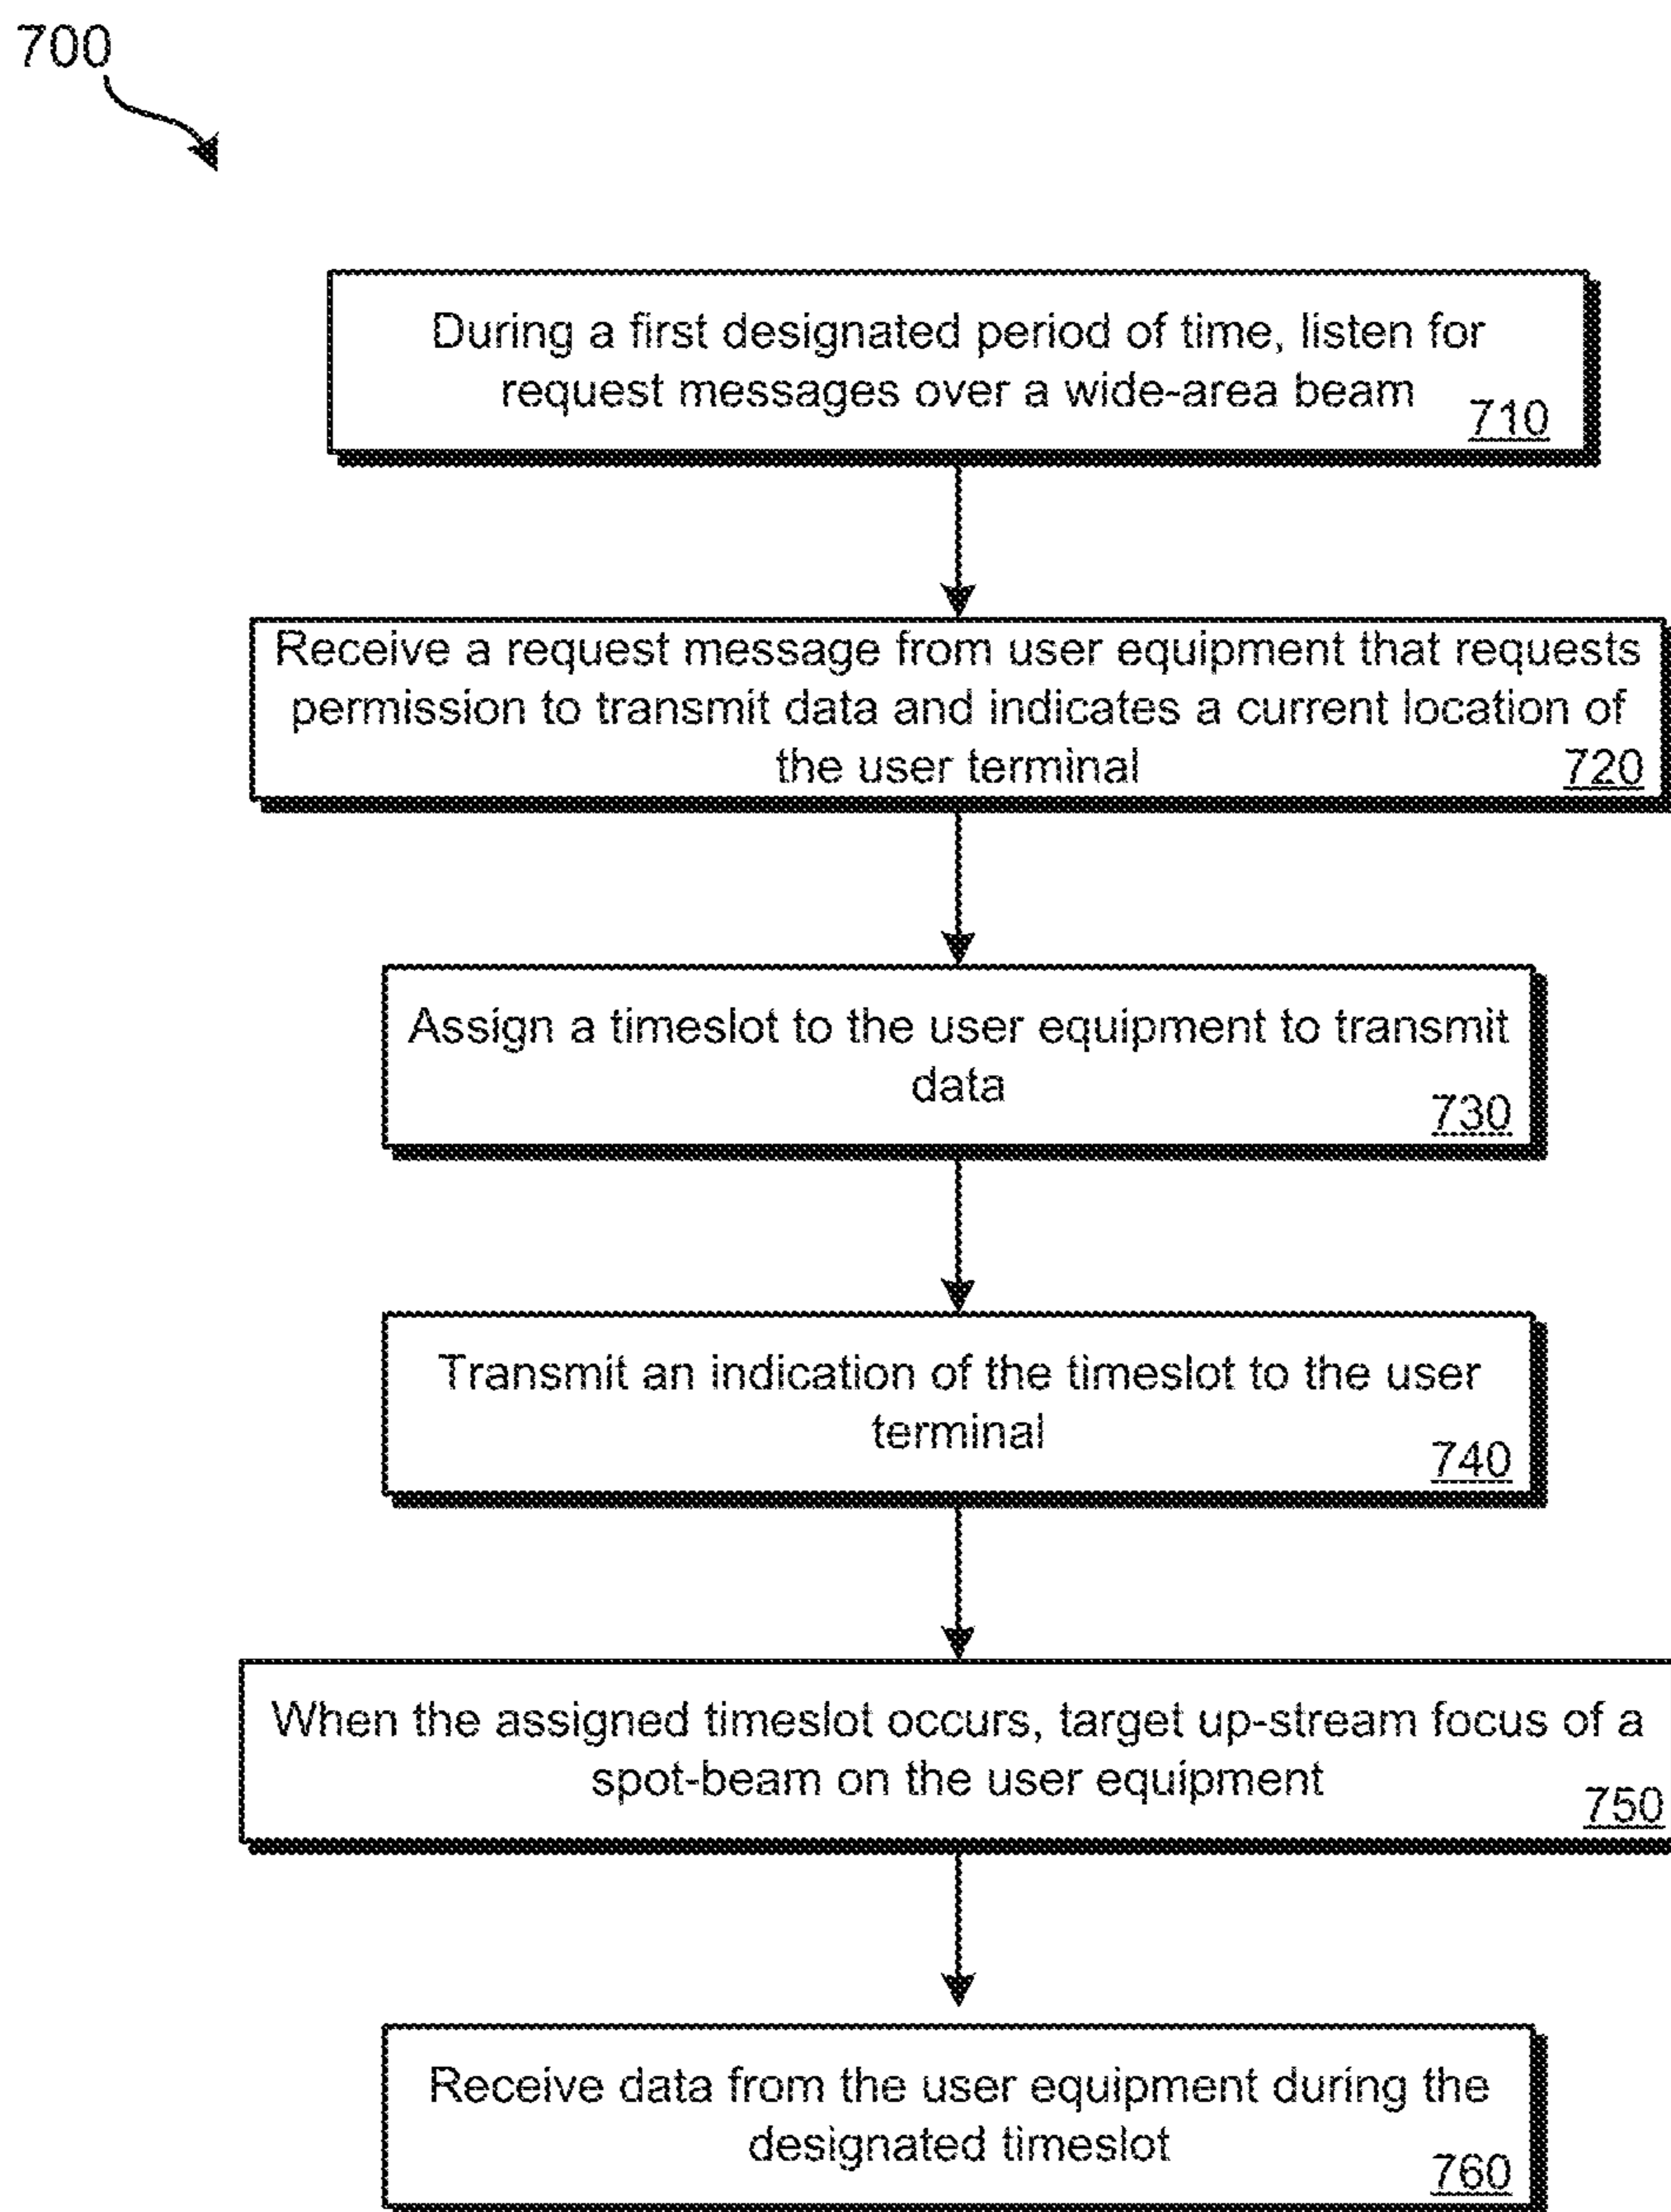 700
During a first designated period of time, listen for
request messages over a wide-area beam
710
Receive a request message from user equipment that requests
permission to transmit data and indicates a current location of
the user terminal
720
Assign a timeslot to the user equipment to transmit
data
730
Transmit an indication of the timeslot to the user
terminal
740
When the assigned timeslot occurs, target up-stream focus of a
spot-beam on the user equipment
750
Receive data from the user equipment during the
designated timeslot
760